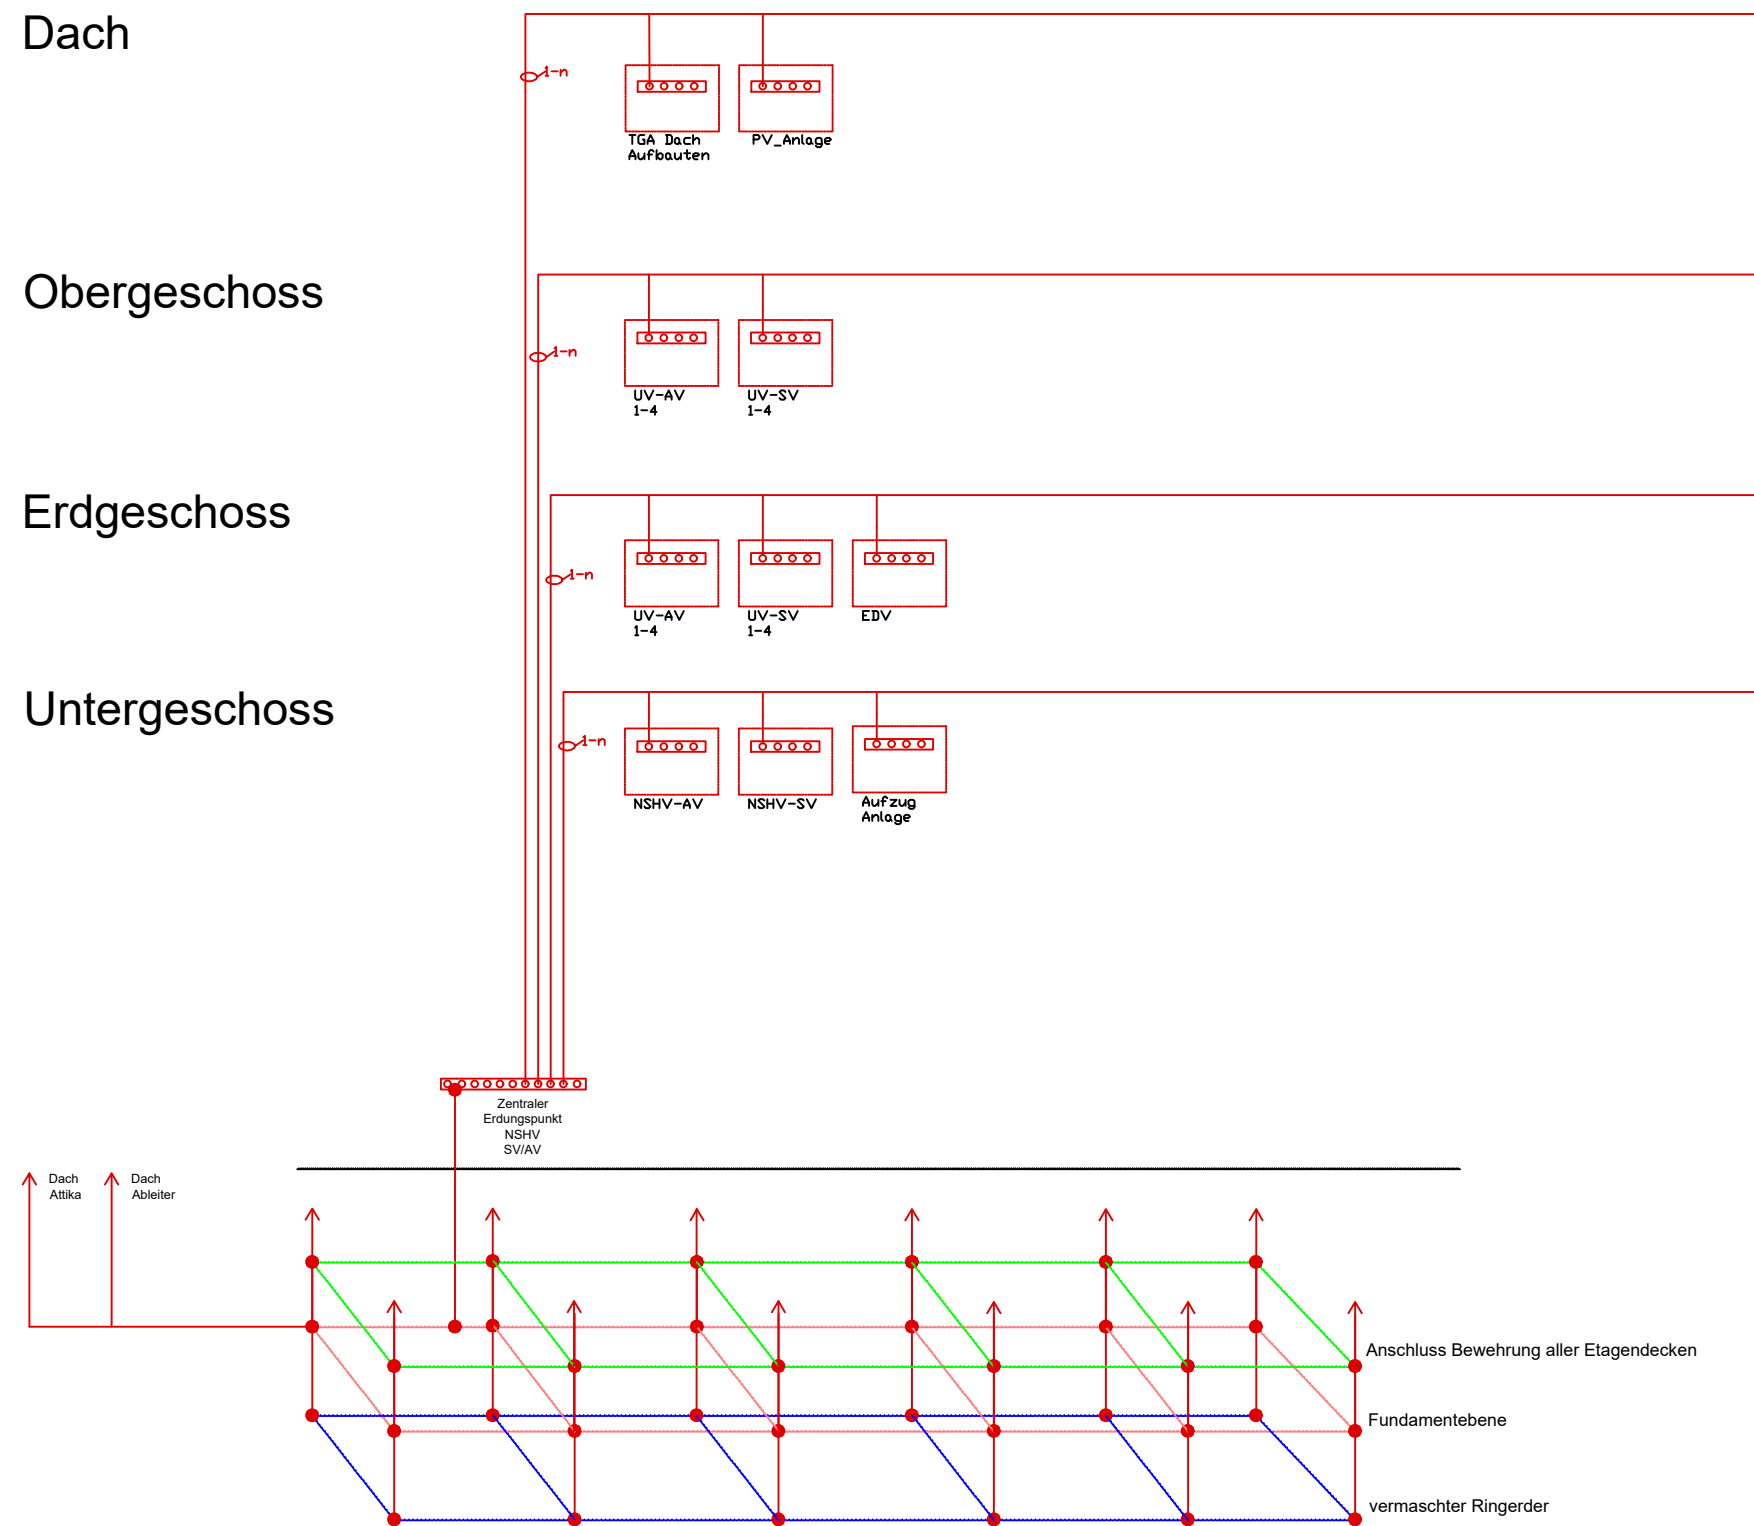 Dach
1-n
TGA Dach
Aufbauten
PV_Anlage
Obergeschoss
1-n
UV-AV
1-4
UV-SV
1-4
Erdgeschoss
1-n
UV-AV
1-4
UV-SV
1-4
EDV
Untergeschoss
1-n
NSHV-AV
NSHV-SV
Aufzug
Anlage
Zentraler
Erdungspunkt
NSHV
SV/AV
Dach
Attika
Dach
Ableiter
Anschluss Bewehrung aller Etagendecken
Fundamentebene
vermaschter Ringerder